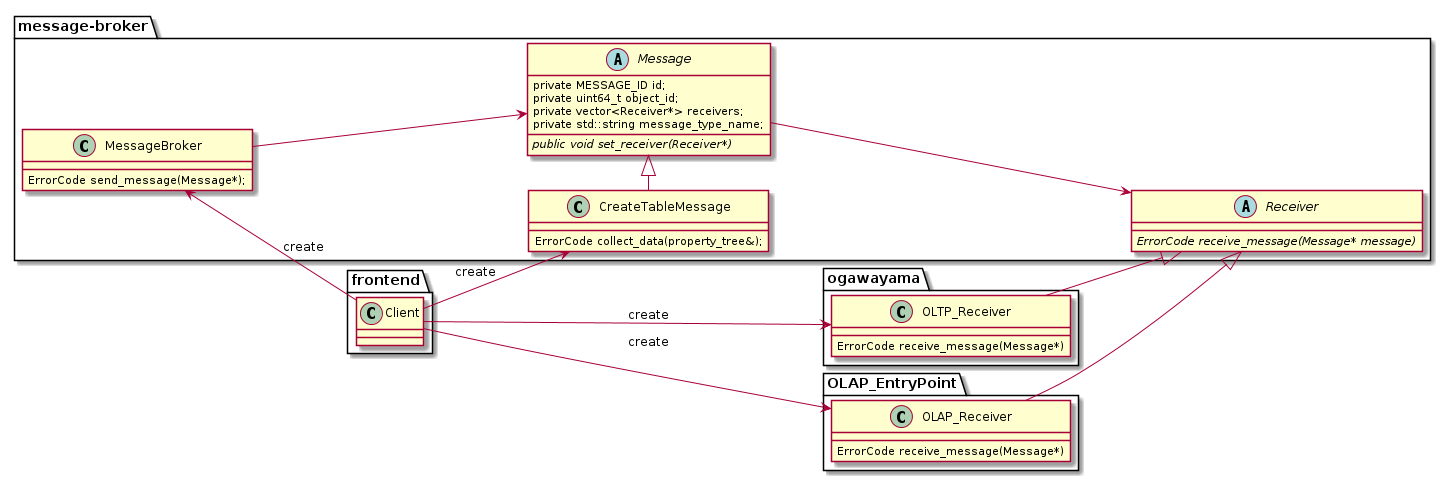 message-broker
A Message
private MESSAGE_ID id;
private uint64_t object_id;
private vector<Receiver*> receivers;
private std::string message_type_name;
public void set_receiver(Receiver*)
C MessageBroker
ErrorCode send_message(Message*);
C CreateTableMessage
ErrorCode collect_data(property_tree&);
A Receiver
ErrorCode receive_message(Message* message)
create
create
frontend
C Client
create
create
ogawayama
C OLTP_Receiver
ErrorCode receive_message(Message*)
OLAP_EntryPoint
C OLAP_Receiver
ErrorCode receive_message(Message*)